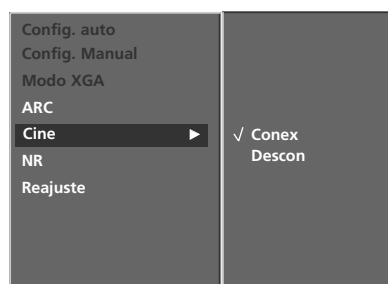 Config. auto
Config. Manual
Modo XGA
ARC
Cine
NR
Reajuste
√ Conex
Descon